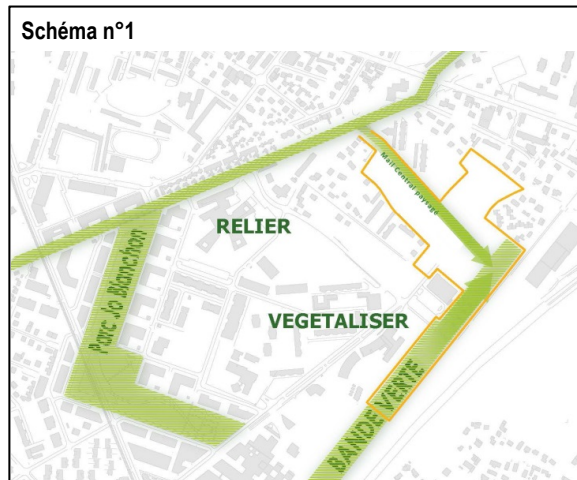 Schéma n°1
Mail Central paysagé
RELIER
Parc Jo Blanchon
VEGETALISER
BANDE VERTE